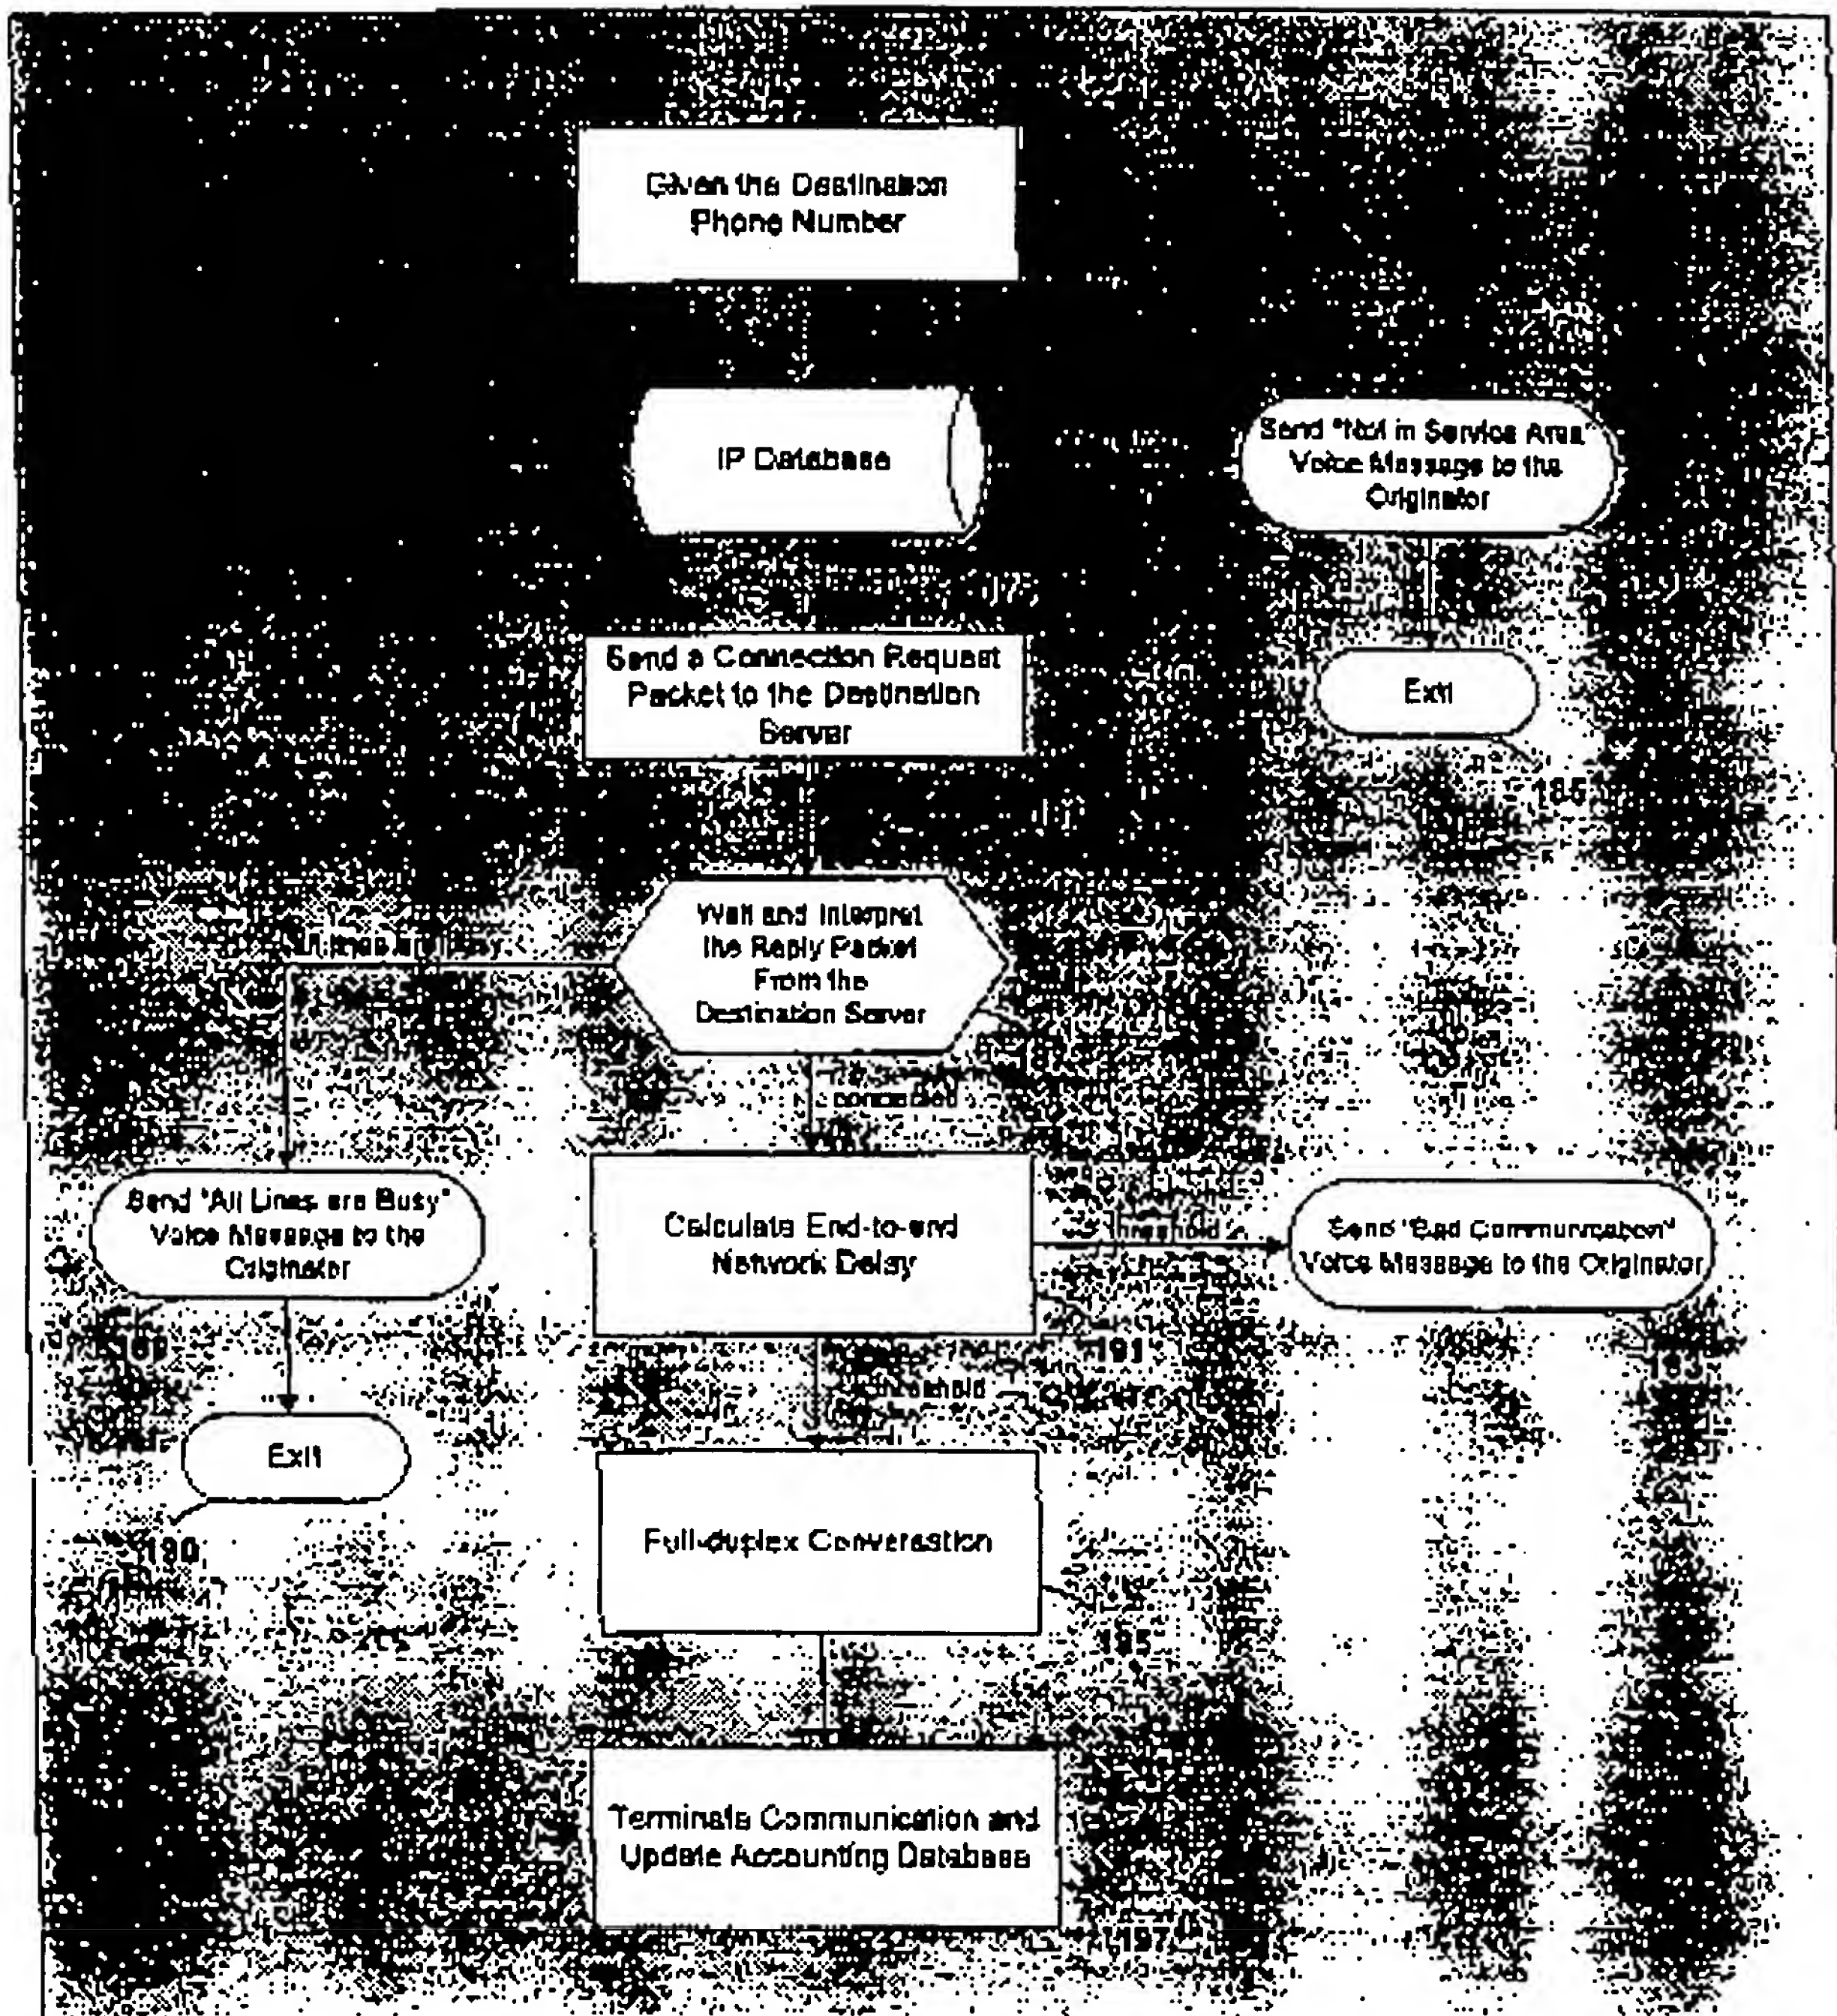 Given the Destination
Phone Number
IP Database
Send "Not in Service Area"
Voice Message to the
Originator
Send a Connection Request
Packet to the Destination
Server
Exit
185
Wait and Interpret
the Reply Packet
From the
Destination Server
connected
Send "All Lines are Busy"
Voice Message to the
Originator
Calculate End-to-end
Network Delay
threshold
Send "Bad Communication"
Voice Message to the Originator
191
threshold
Exit
190
Full-duplex Conversation
195
Terminate Communication and
Update Accounting Database
197